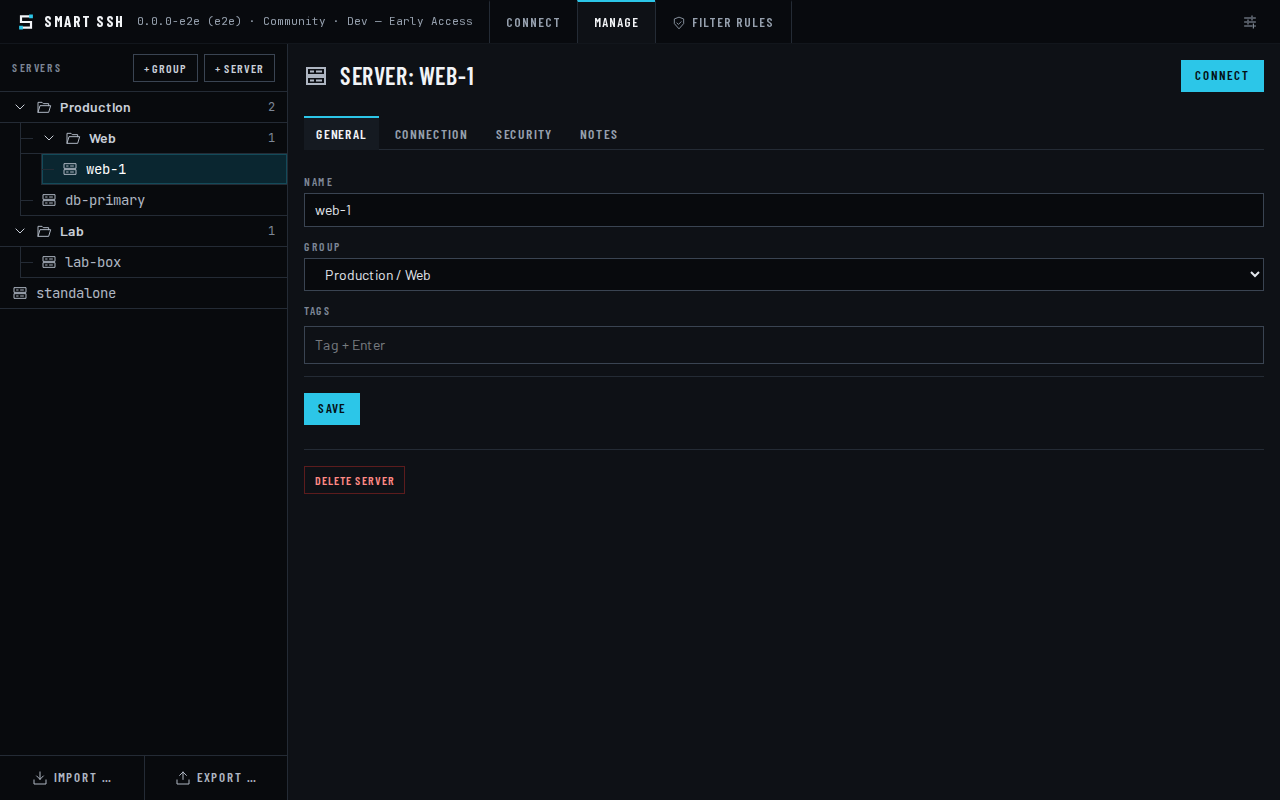 SMART SSH 0.0.0-e2e (e2e) · Community · Dev — Early Access CONNECT MANAGE FILTER RULES
SERVERS + GROUP + SERVER
Production 2
Web 1
web-1
db-primary
Lab 1
lab-box
standalone
IMPORT ... EXPORT ...
SERVER: WEB-1 CONNECT
GENERAL CONNECTION SECURITY NOTES
NAME
web-1
GROUP
Production / Web
TAGS
Tag + Enter
SAVE
DELETE SERVER